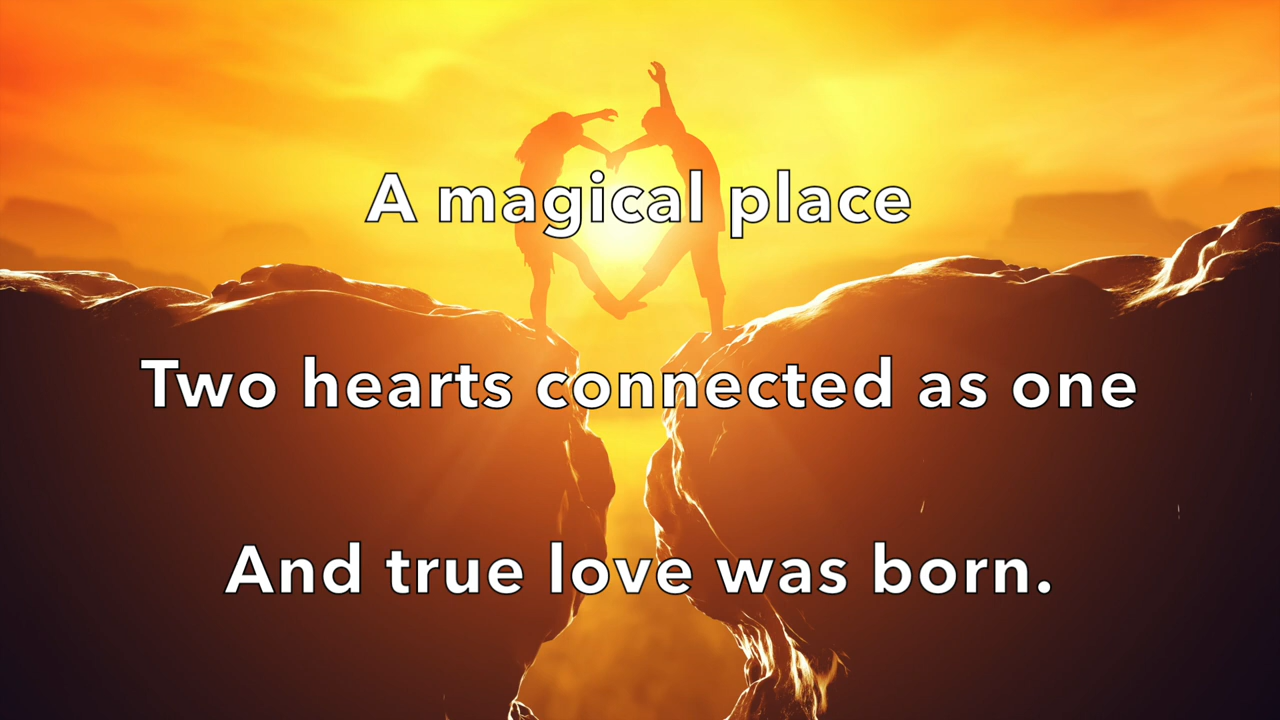 A magical place
Two hearts connected as one
And true love was born.